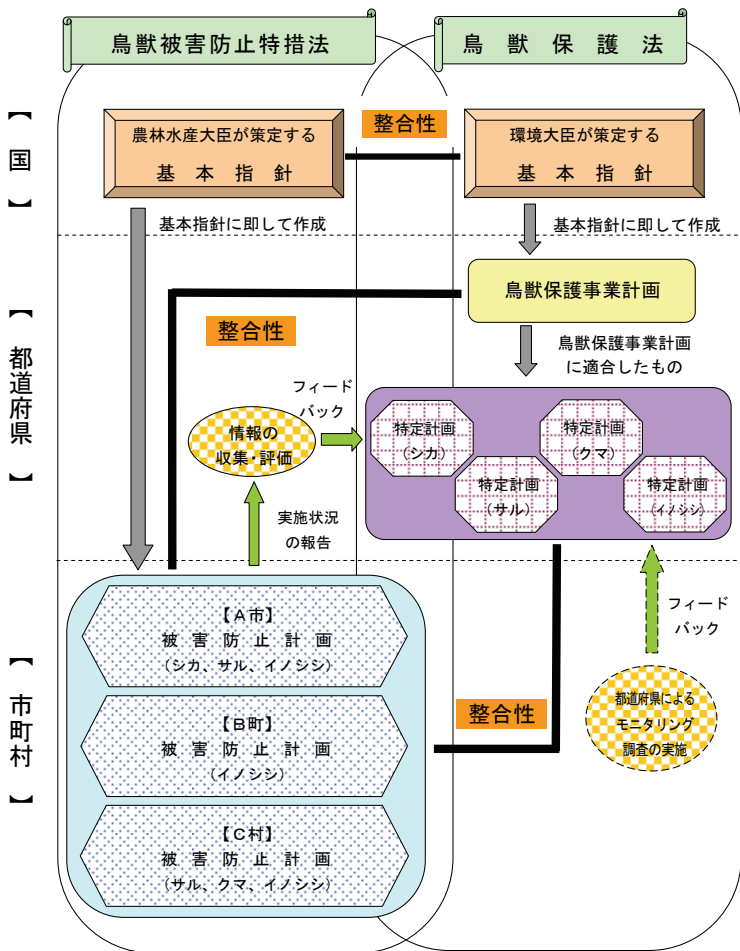 鳥獣被害防止特措法
鳥獣保護法
【国】
農林水産大臣が策定する
基本指針
整合性
環境大臣が策定する
基本指針
基本指針に即して作成
基本指針に即して作成
【都道府県】
鳥獣保護事業計画
整合性
鳥獣保護事業計画
に適合したもの
フィード
バック
情報の
収集・評価
特定計画
(シカ)
特定計画
(クマ)
特定計画
(サル)
特定計画
(イノシシ)
実施状況
の報告
【市町村】
【A市】
被害防止計画
(シカ、サル、イノシシ)
フィード
バック
【B町】
被害防止計画
(イノシシ)
整合性
都道府県による
モニタリング
調査の実施
【C村】
被害防止計画
(サル、クマ、イノシシ)